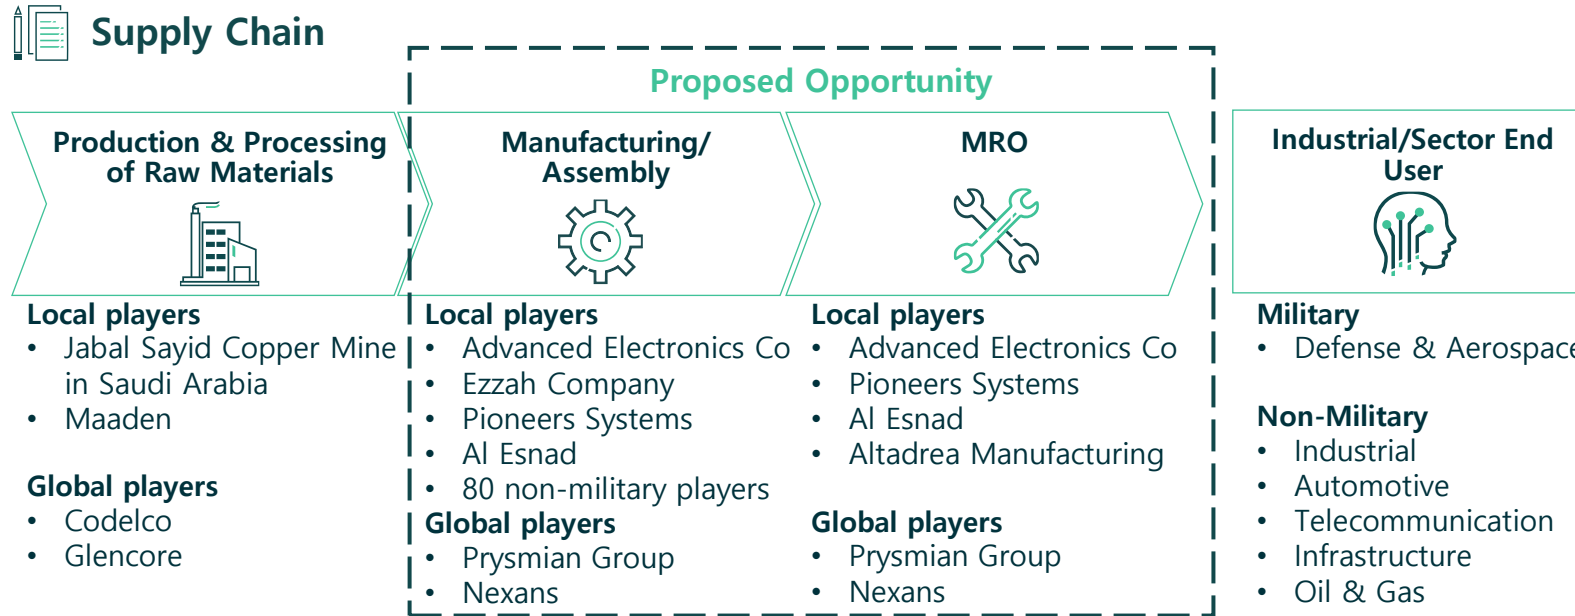 Supply Chain
Proposed Opportunity
Production & Processing
of Raw Materials
Local players
• Jabal Sayid Copper Mine
in Saudi Arabia
• Maaden
Global players
• Codelco
• Glencore
Manufacturing/
Assembly
Local players
• Advanced Electronics Co
• Ezzah Company
• Pioneers Systems
• Al Esnad
• 80 non-military players
Global players
• Prysmian Group
• Nexans
MRO
Local players
• Advanced Electronics Co
• Pioneers Systems
• Al Esnad
• Altadrea Manufacturing
Global players
• Prysmian Group
• Nexans
Industrial/Sector End
User
Military
• Defense & Aerospace
Non-Military
• Industrial
• Automotive
• Telecommunication
• Infrastructure
• Oil & Gas